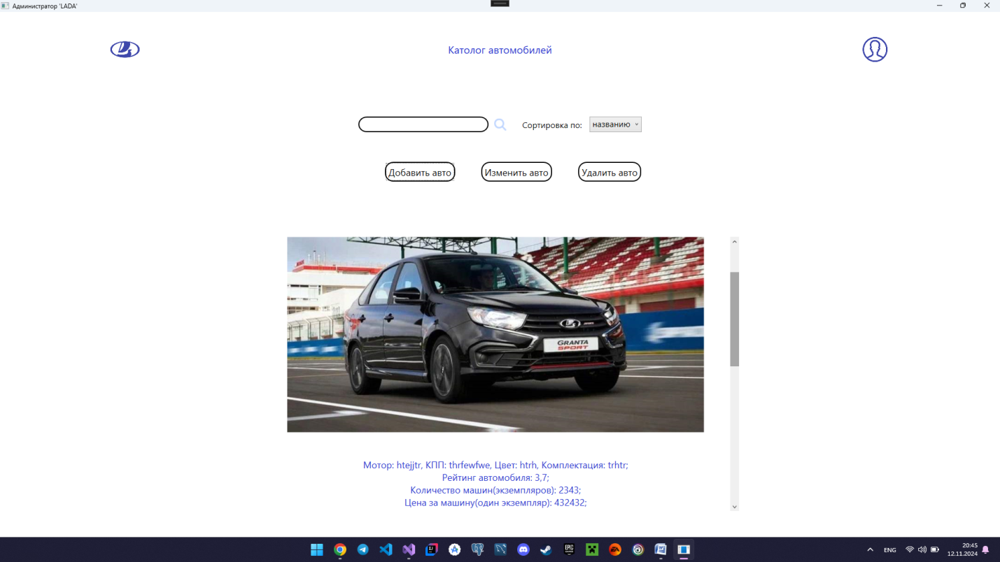 Администратор 'LADA'
Католог автомобилей
Сортировка по: названию
Добавить авто Изменить авто Удалить авто
GRANTA
SPORT
Мотор: htejjtr, КПП: thrfewfwe, Цвет: htrh, Комплектация: trhtr;
Рейтинг автомобиля: 3,7;
Количество машин(экземпляров): 2343;
Цена за машину(один экземпляр): 432432;
ENG
20:45
12.11.2024